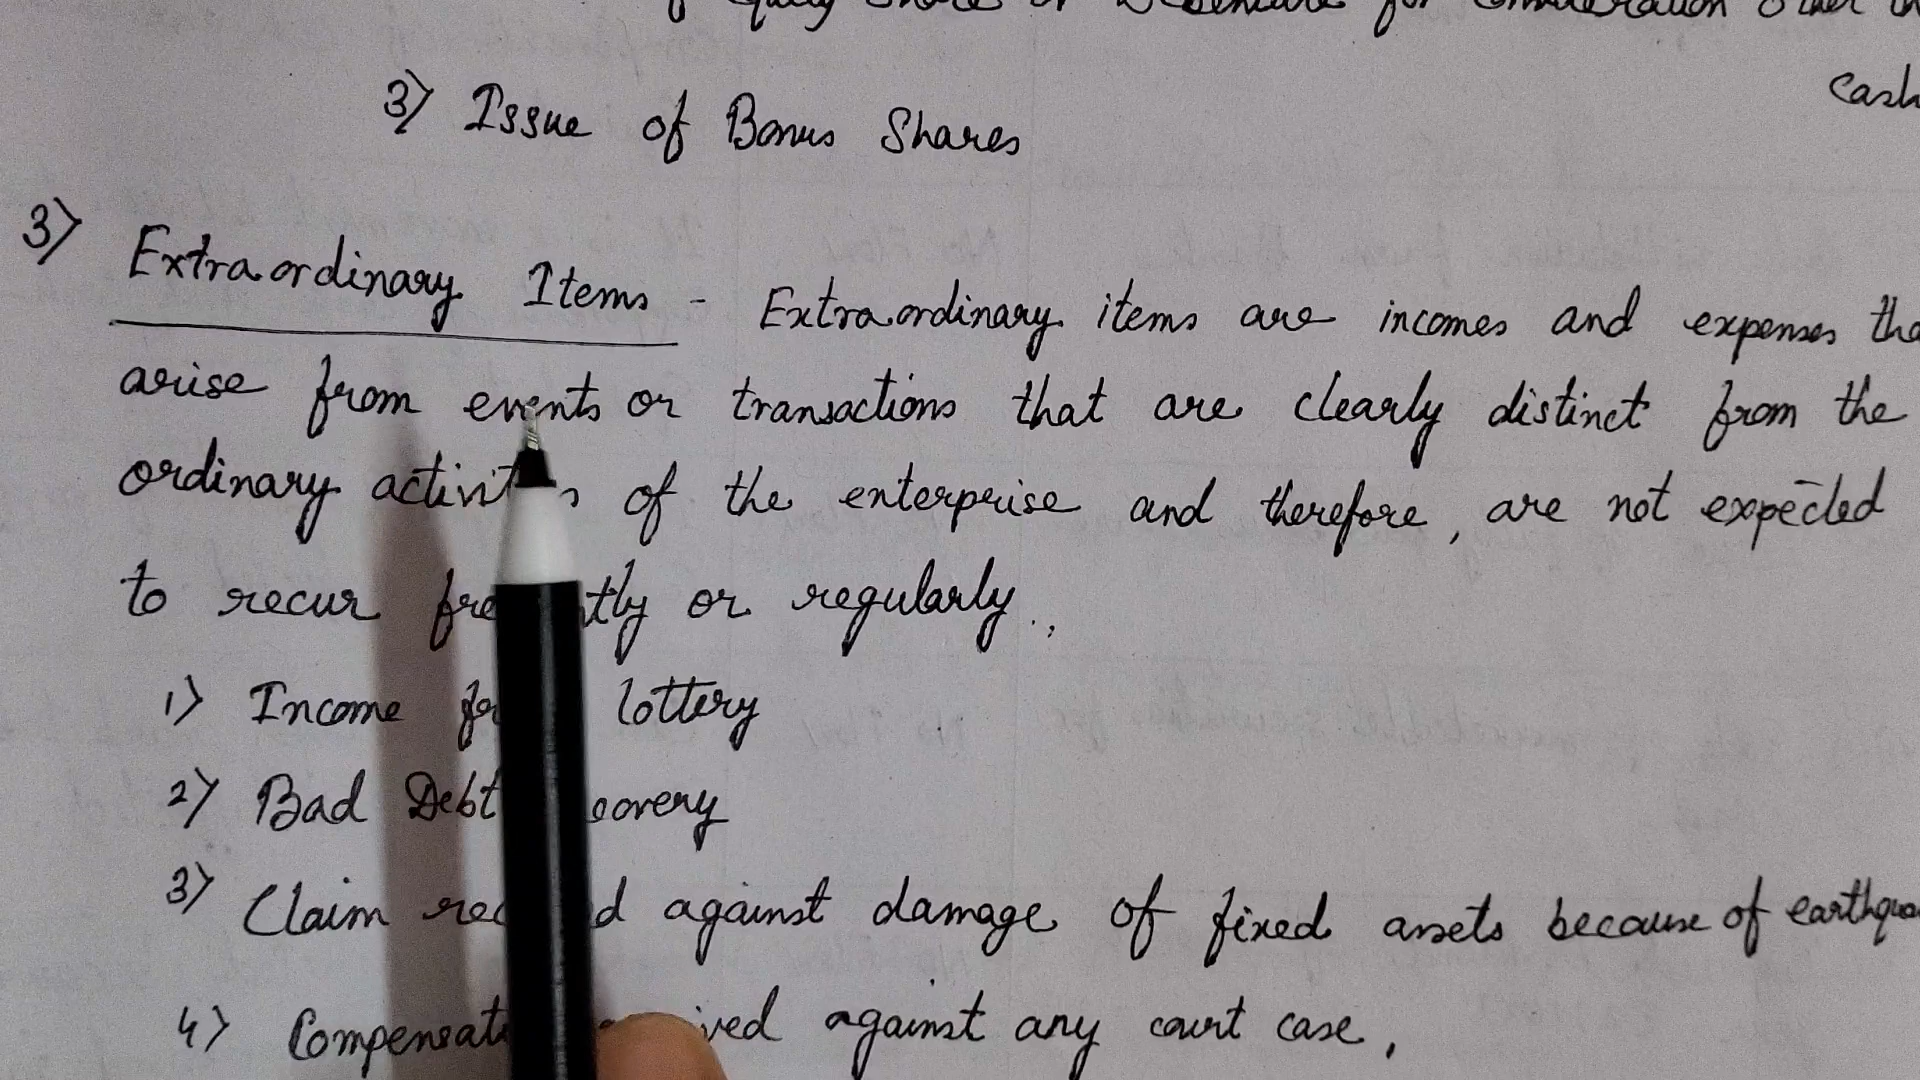 cash
3) Issue of Bonus Shares
3) Extraordinary Items - Extraordinary items are incomes and expenses
arise from events or transactions that are clearly distinct from the
ordinary of the enterprise and therefore, are not expected
to recur or regularly.
1) Income lottery
2) Bad Debt
3) Claim against damage of fixed assets because of
4) against any court case,